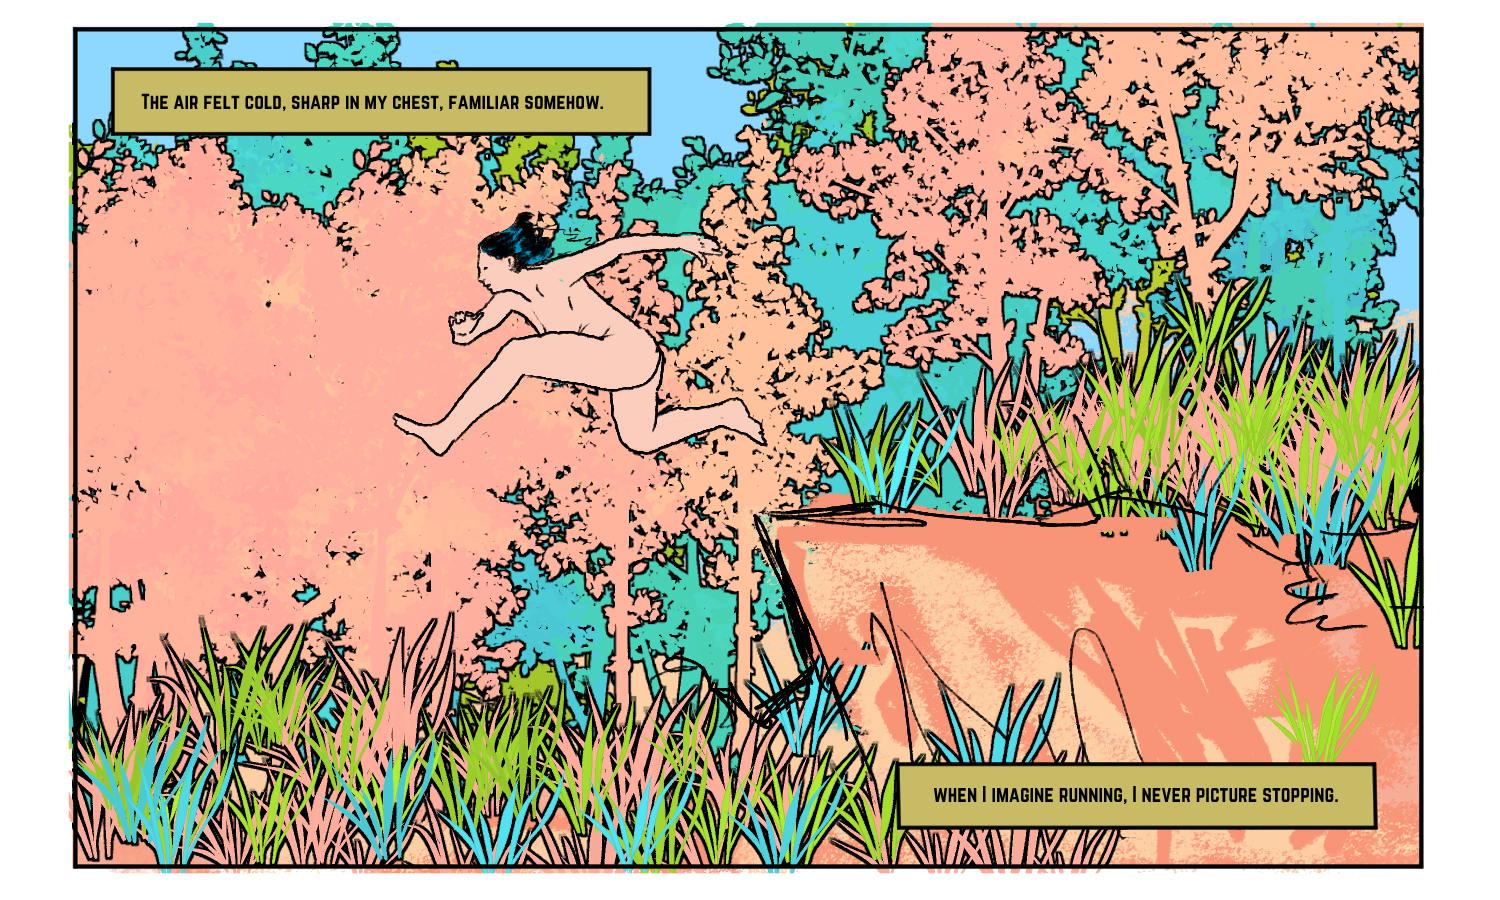 The air felt cold, sharp in my chest, familiar somehow.
when I imagine running, I never picture stopping.